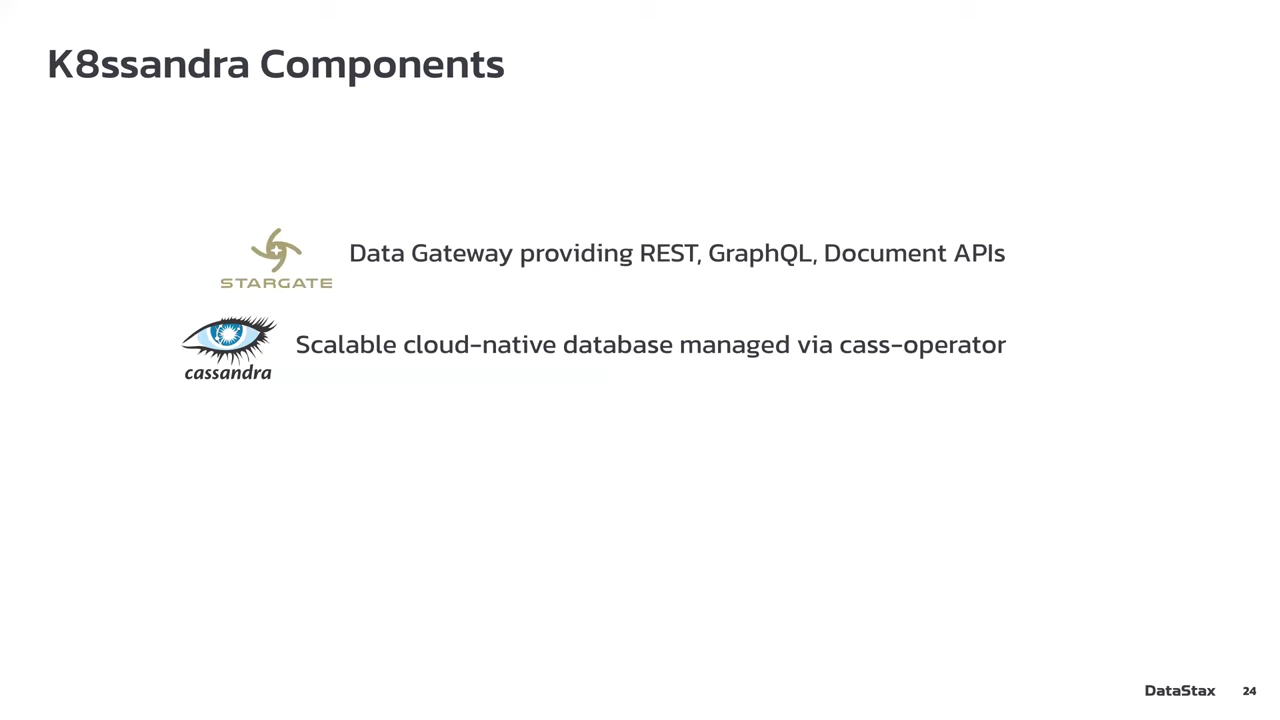 K8ssandra Components
Data Gateway providing REST, GraphQL, Document APIs
STARGATE
Scalable cloud-native database managed via cass-operator
cassandra
DataStax 24